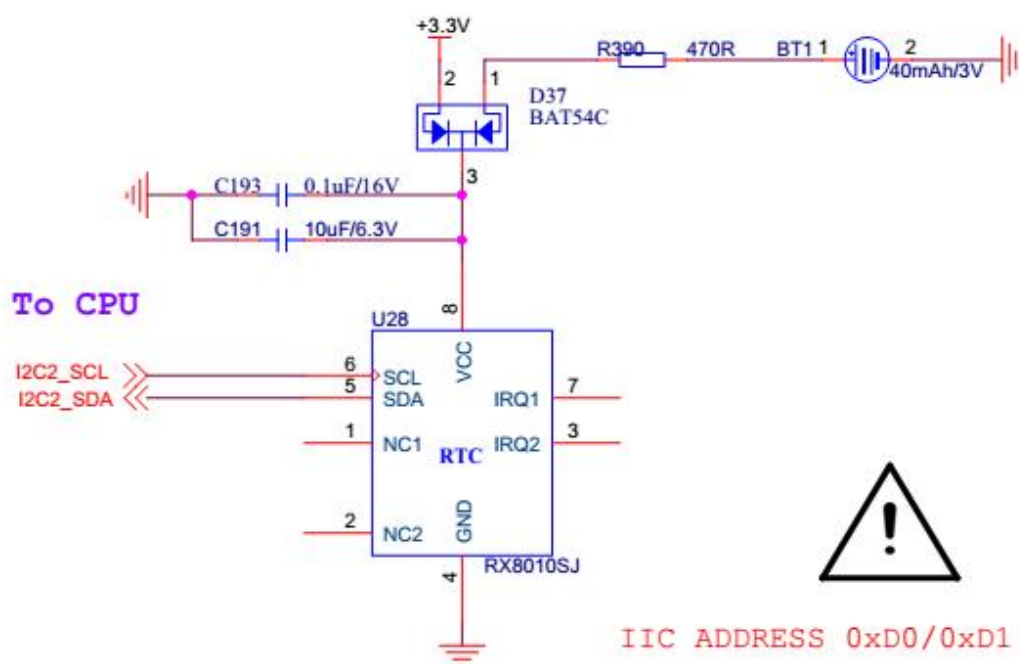 +3.3V
R390 470R BT1 1 2
40mAh/3V
2 1
D37
BAT54C
3
C193 0.1uF/16V
C191 10uF/6.3V
To CPU
8
U28
I2C2_SCL 6 SCL VCC
I2C2_SDA 5 SDA IRQ1 7
1 NC1 RTC IRQ2 3
2 NC2 GND
4 RX8010SJ
!
IIC ADDRESS 0xD0/0xD1